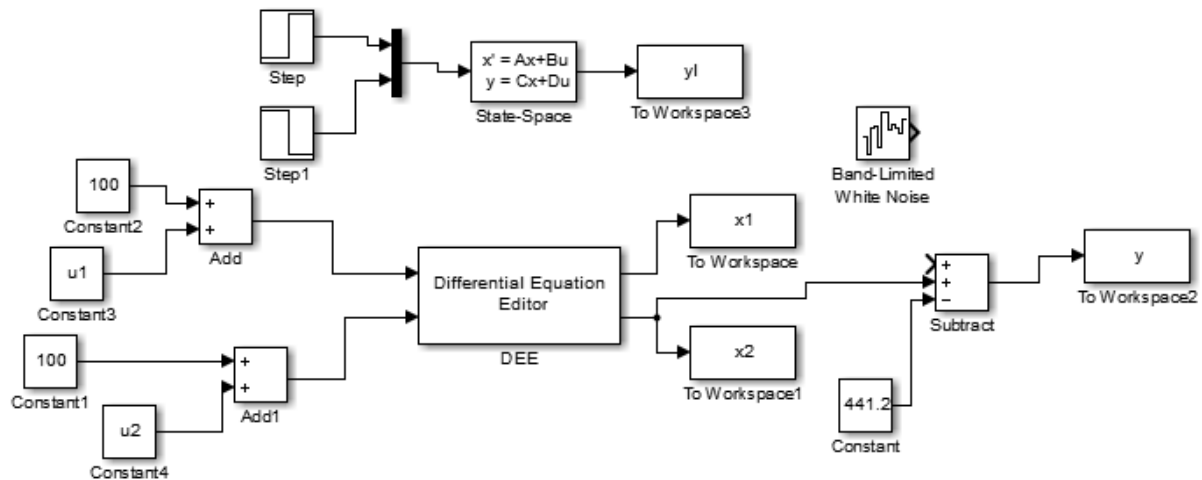 Step
x' = Ax+Bu
y = Cx+Du
State-Space
yl
To Workspace3
Step1
Band-Limited
White Noise
100
Constant2
+
+
Add
u1
Constant3
Differential Equation
Editor
DEE
x1
To Workspace
+
+
−
Subtract
y
To Workspace2
100
Constant1
+
+
Add1
u2
Constant4
x2
To Workspace1
441.2
Constant